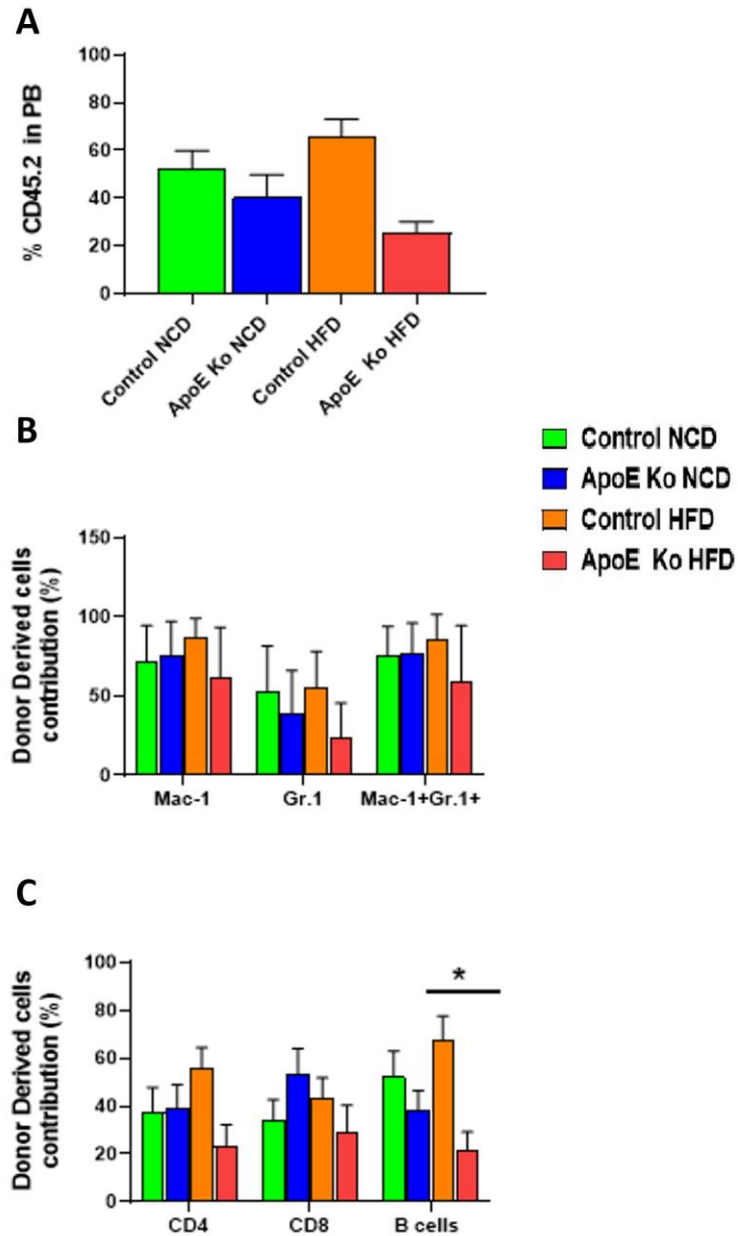 A
% CD45.2 in PB
100
80
60
40
20
0
Control NCD
ApoE Ko NCD
Control HFD
ApoE Ko HFD
B
Donor Derived cells
contribution (%)
150
100
50
0
Mac-1
Gr.1
Mac-1+Gr.1+
Control NCD
ApoE Ko NCD
Control HFD
ApoE Ko HFD
C
Donor Derived cells
contribution (%)
100
80
60
40
20
0
*
CD4
CD8
B cells